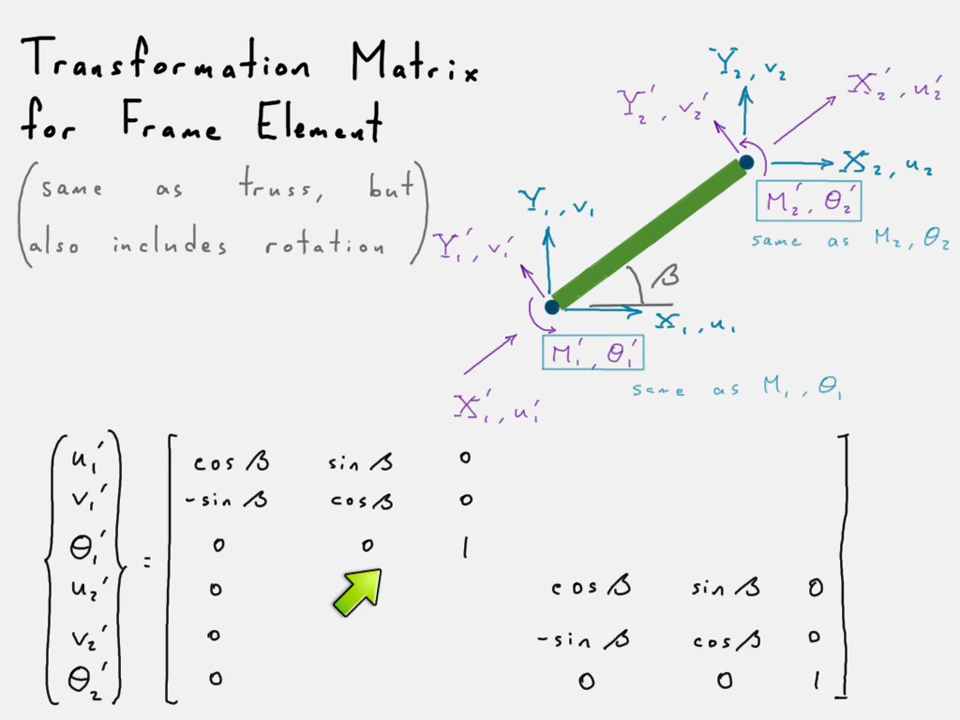 Transformation Matrix
for Frame Element
(same as truss, but
also includes rotation)
Y₂, v₂
X₂′, u₂′
Y₂′, v₂′
X₂, u₂
M₂′, θ₂′
same as M₂, θ₂
Y₁, v₁
Y₁′, v₁′
β
X₁, u₁
M₁′, θ₁′
same as M₁, θ₁
X₁′, u₁′
u₁′ cos β sin β 0
v₁′ -sin β cos β 0
θ₁′ = 0 0 1
u₂′ 0 cos β sin β 0
v₂′ 0 -sin β cos β 0
θ₂′ 0 0 0 1